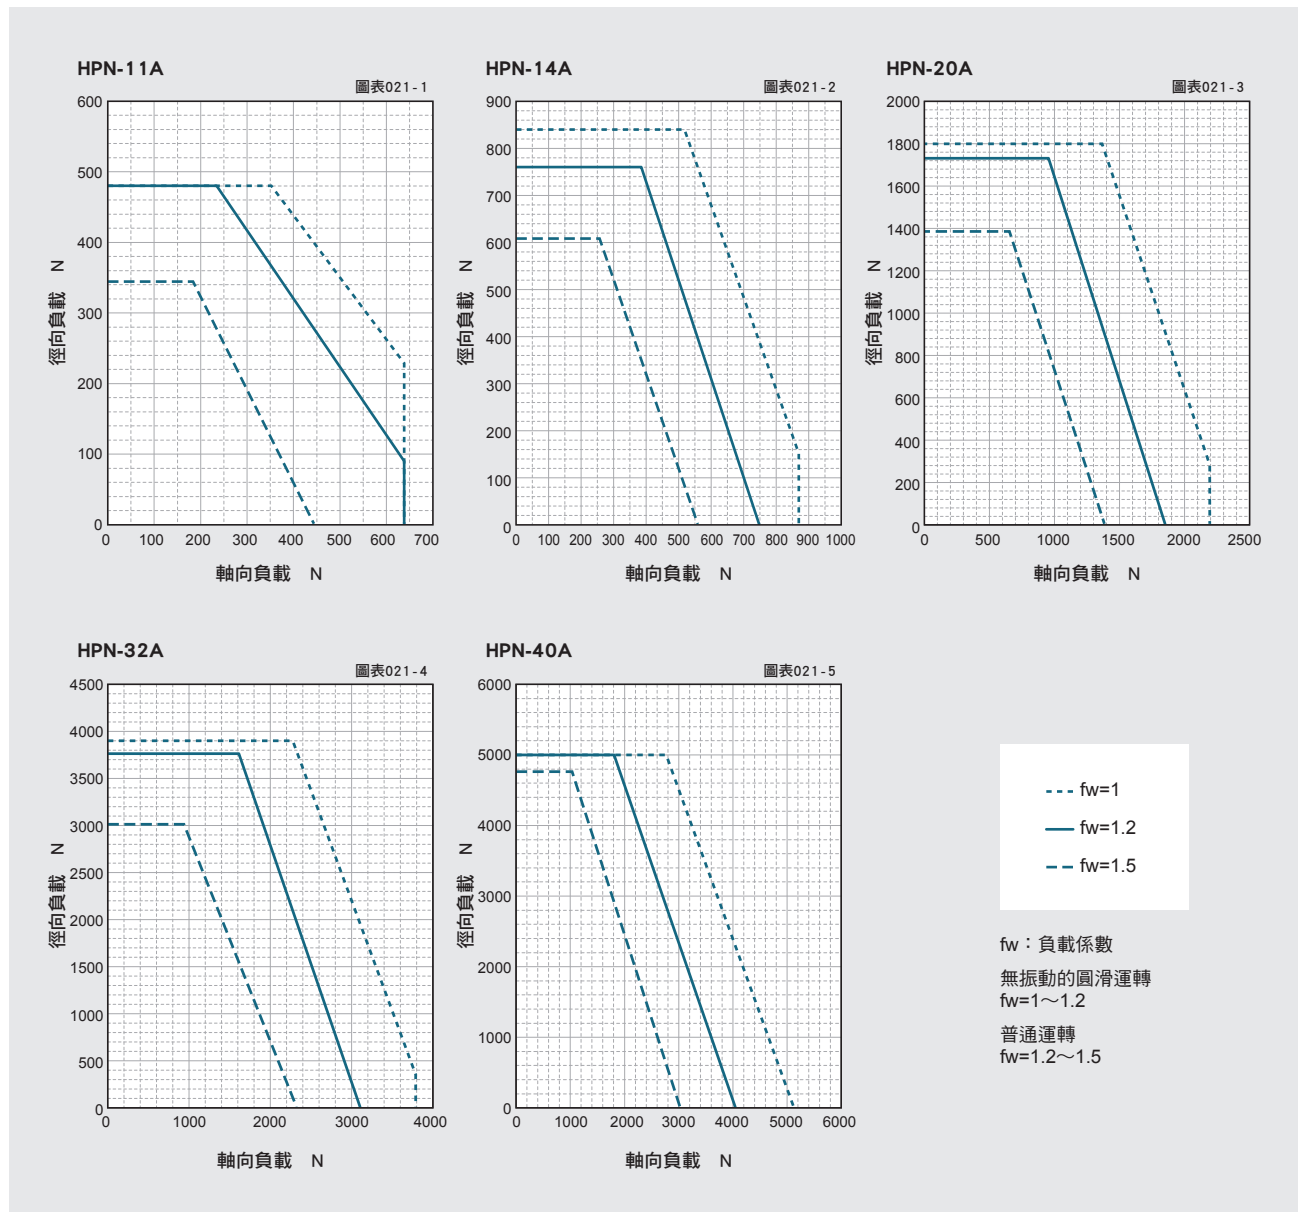 HPN-11A
圖表021-1
600
500
400
300
200
100
0
徑向負載 N
0 100 200 300 400 500 600 700
軸向負載 N
HPN-14A
圖表021-2
900
800
700
600
500
400
300
200
100
0
徑向負載 N
0 100 200 300 400 500 600 700 800 900 1000
軸向負載 N
HPN-20A
圖表021-3
2000
1800
1600
1400
1200
1000
800
600
400
200
0
徑向負載 N
0 500 1000 1500 2000 2500
軸向負載 N
HPN-32A
圖表021-4
4500
4000
3500
3000
2500
2000
1500
1000
500
0
徑向負載 N
0 1000 2000 3000 4000
軸向負載 N
HPN-40A
圖表021-5
6000
5000
4000
3000
2000
1000
0
徑向負載 N
0 1000 2000 3000 4000 5000 6000
軸向負載 N
fw=1
fw=1.2
fw=1.5
fw：負載係數
無振動的圓滑運轉
fw=1～1.2
普通運轉
fw=1.2～1.5